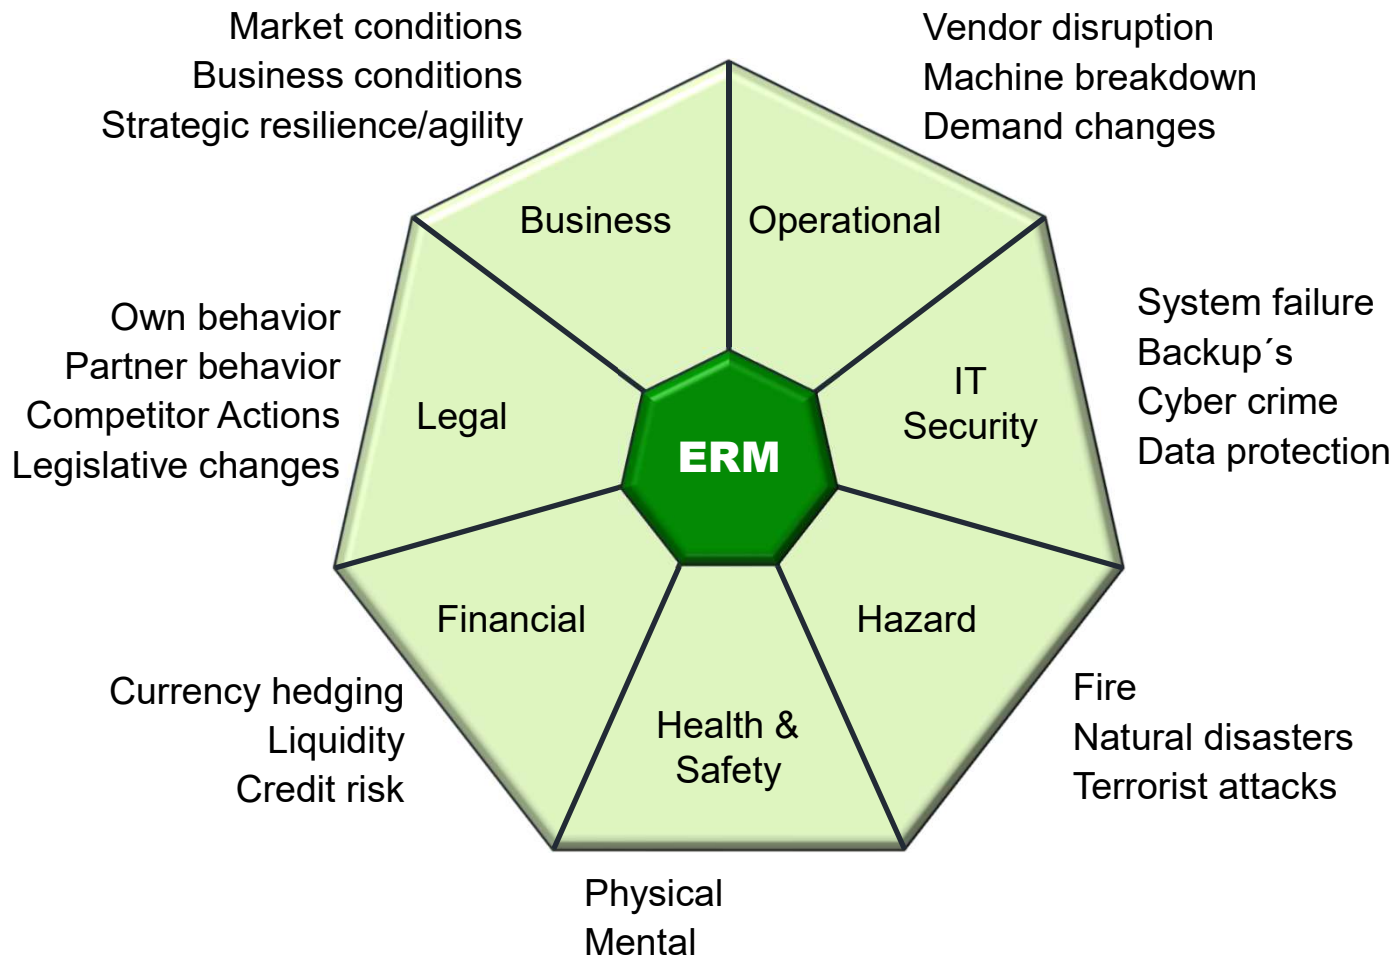 Market conditions
Business conditions
Strategic resilience/agility
Vendor disruption
Machine breakdown
Demand changes
Business
Operational
Own behavior
Partner behavior
Competitor Actions
Legislative changes
Legal
ERM
IT
Security
System failure
Backup´s
Cyber crime
Data protection
Financial
Hazard
Currency hedging
Liquidity
Credit risk
Health &
Safety
Fire
Natural disasters
Terrorist attacks
Physical
Mental